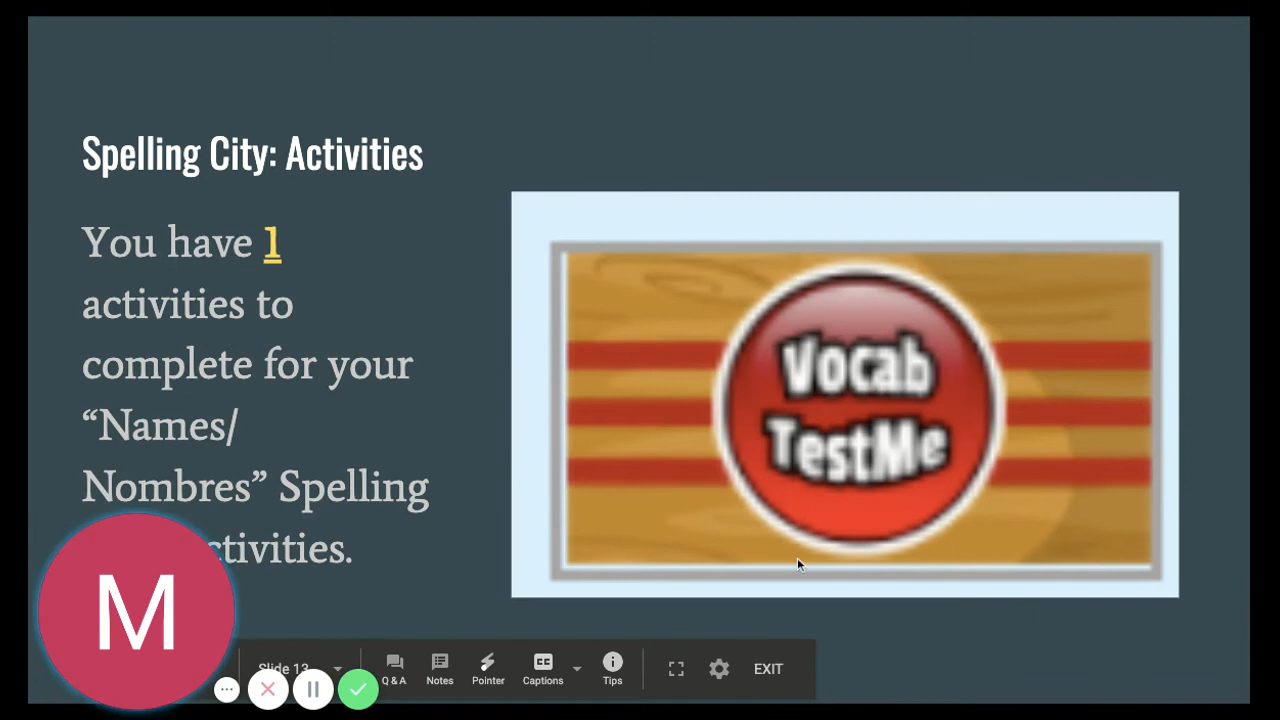 Spelling City: Activities
You have 1
activities to
complete for your
“Names/
Nombres” Spelling
ctivities.
Vocab
TestMe
M
Slide 13
Q & A
Notes
Pointer
CC
Captions
Tips
EXIT